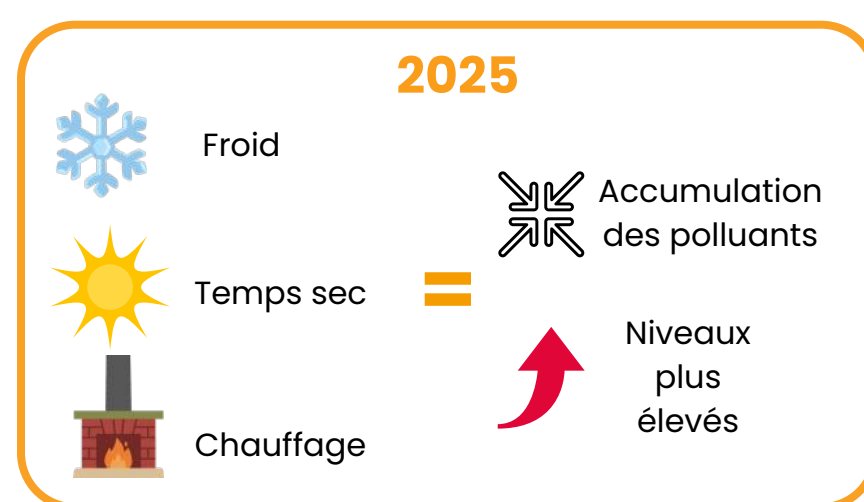 2025
Froid
Temps sec
Chauffage
=
Accumulation
des polluants
Niveaux
plus
élevés